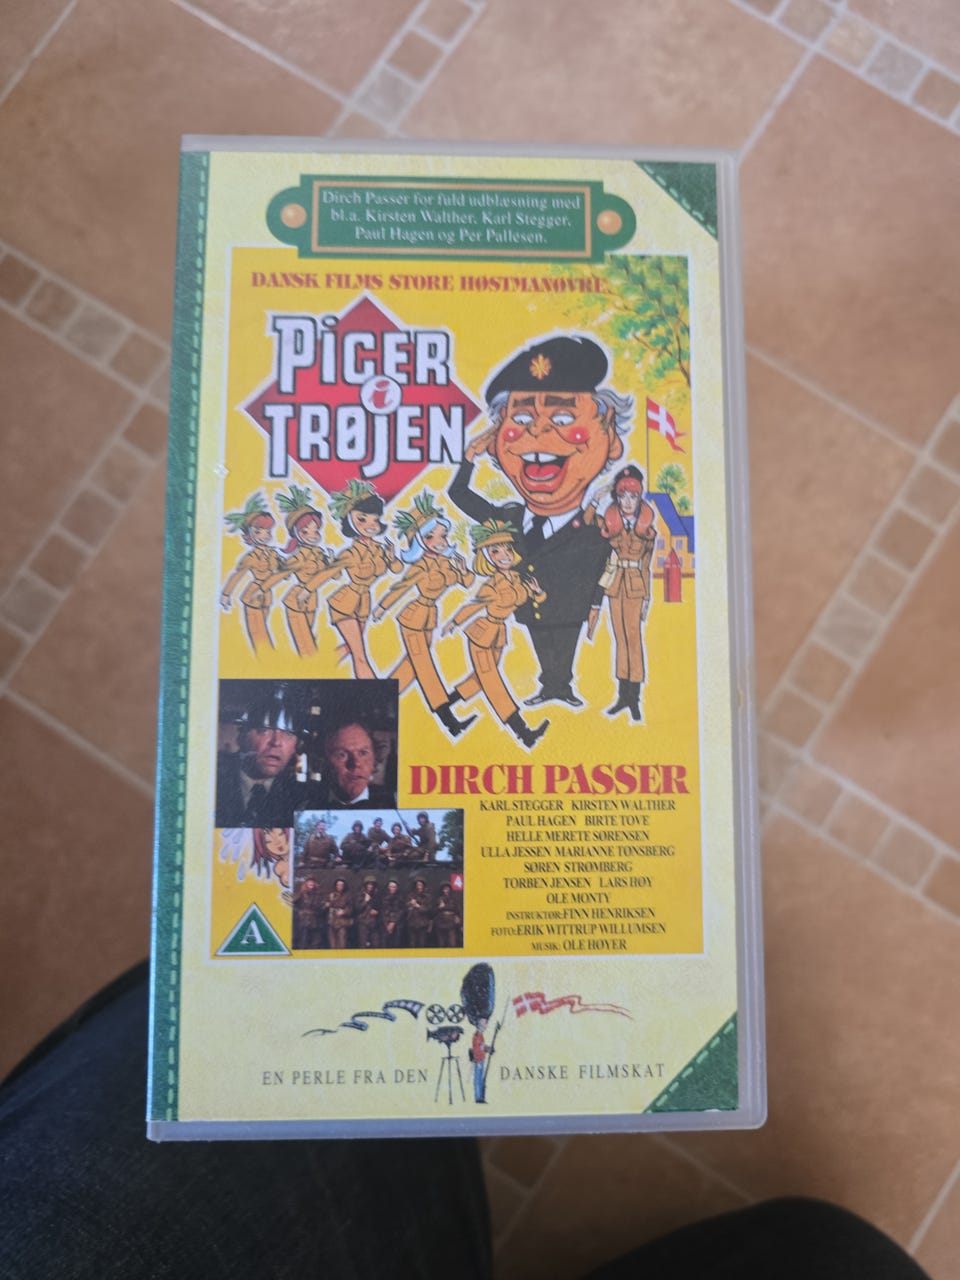 Dirch Passer for fuld udblæsning med
bl.a. Kirsten Walther, Karl Stegger,
Paul Hagen og Per Pallesen.
DANSK FILMS STORE HØSTMANØVRE.
PIGER
i
TRØJEN
DIRCH PASSER
KARL STEGGER KIRSTEN WALTHER
PAUL HAGEN BIRTE TOVE
HELLE MERETE SØRENSEN
ULLA JESSEN MARIANNE TØNSBERG
SØREN STRØMBERG
TORBEN JENSEN LARS HØY
OLE MONTY
INSTRUKTØR: FINN HENRIKSEN
FOTO: ERIK WITTRUP WILLUMSEN
MUSIK: OLE HØYER
4
A
EN PERLE FRA DEN DANSKE FILMSKAT